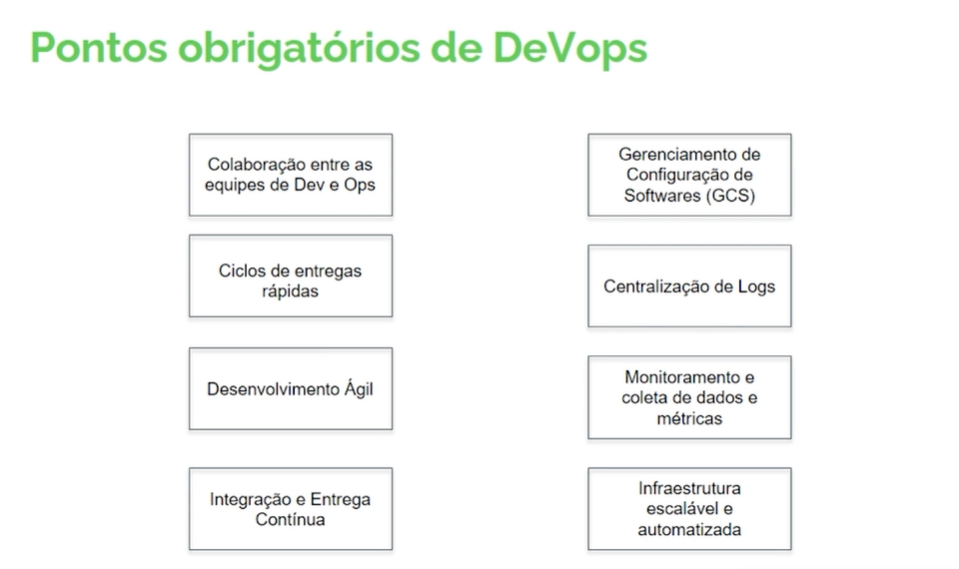 Pontos obrigatórios de DeVops
Colaboração entre as
equipes de Dev e Ops
Ciclos de entregas
rápidas
Desenvolvimento Ágil
Integração e Entrega
Contínua
Gerenciamento de
Configuração de
Softwares (GCS)
Centralização de Logs
Monitoramento e
coleta de dados e
métricas
Infraestrutura
escalável e
automatizada